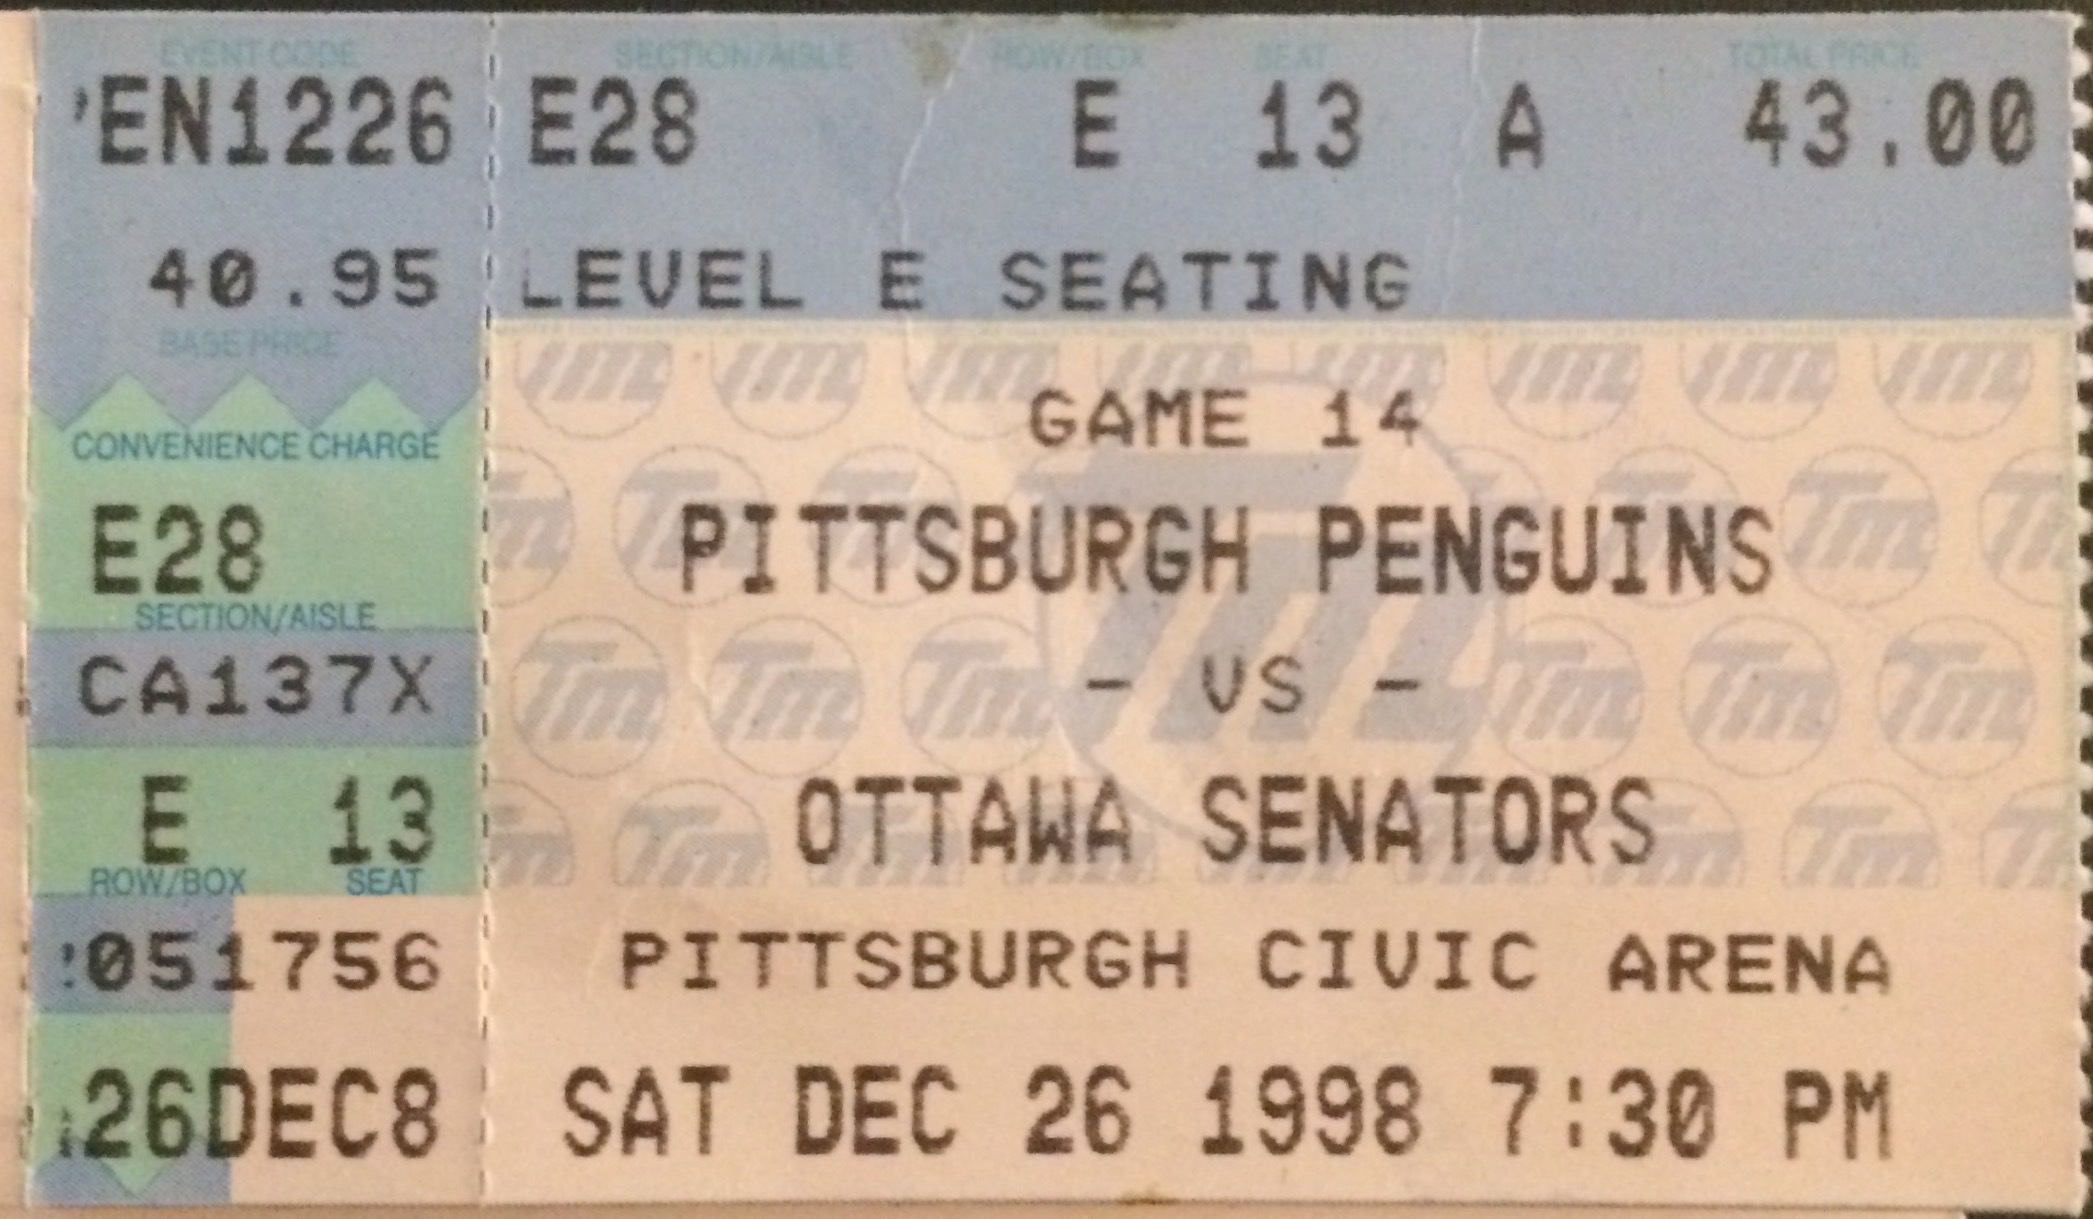 EVENT CODE
EN1226
40.95
BASE PRICE
CONVENIENCE CHARGE
E28
SECTION/AISLE
CA137X
E 13
ROW/BOX SEAT
051756
26DEC8
SECTION/AISLE ROW/BOX SEAT TOTAL PRICE
E28 E 13 A 43.00
LEVEL E SEATING
GAME 14
PITTSBURGH PENGUINS
- VS -
OTTAWA SENATORS
PITTSBURGH CIVIC ARENA
SAT DEC 26 1998 7:30 PM